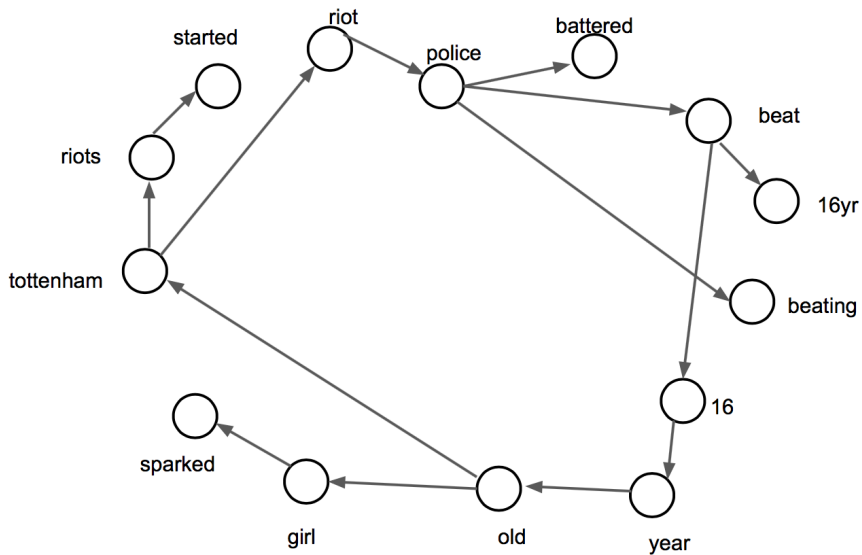 riot
started
police
battered
beat
riots
16yr
tottenham
beating
16
sparked
girl
old
year